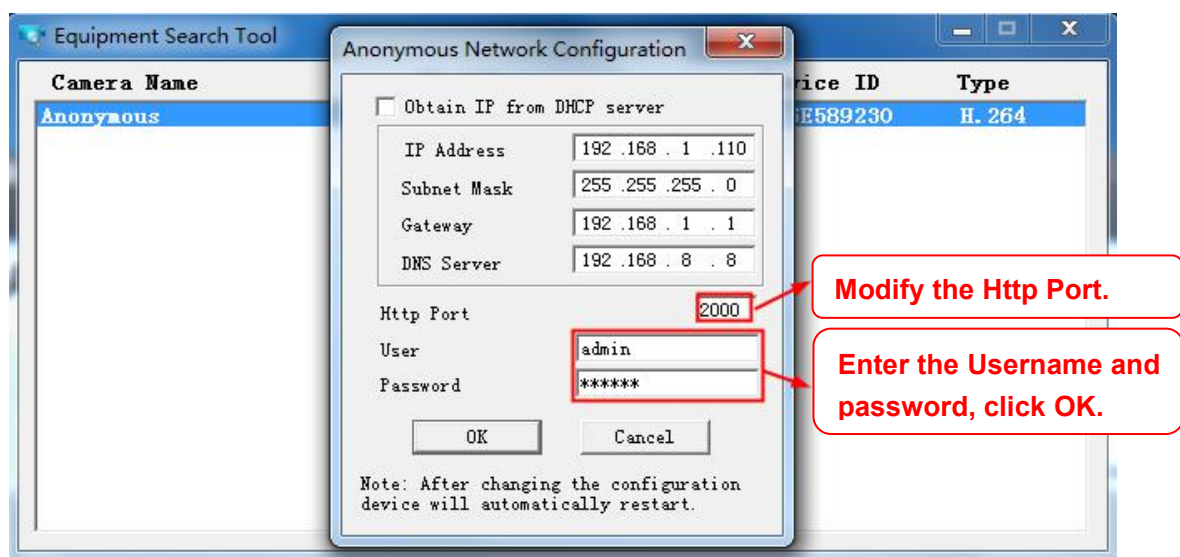 Equipment Search Tool
Anonymous Network Configuration
Camera Name
vice ID
Type
Anonymous
E589230
H.264
Obtain IP from DHCP server
IP Address 192 .168 . 1 .110
Subnet Mask 255 .255 .255 . 0
Gateway 192 .168 . 1 . 1
DNS Server 192 .168 . 8 . 8
Http Port 2000
Modify the Http Port.
User admin
Password ******
Enter the Username and
password, click OK.
OK Cancel
Note: After changing the configuration
device will automatically restart.